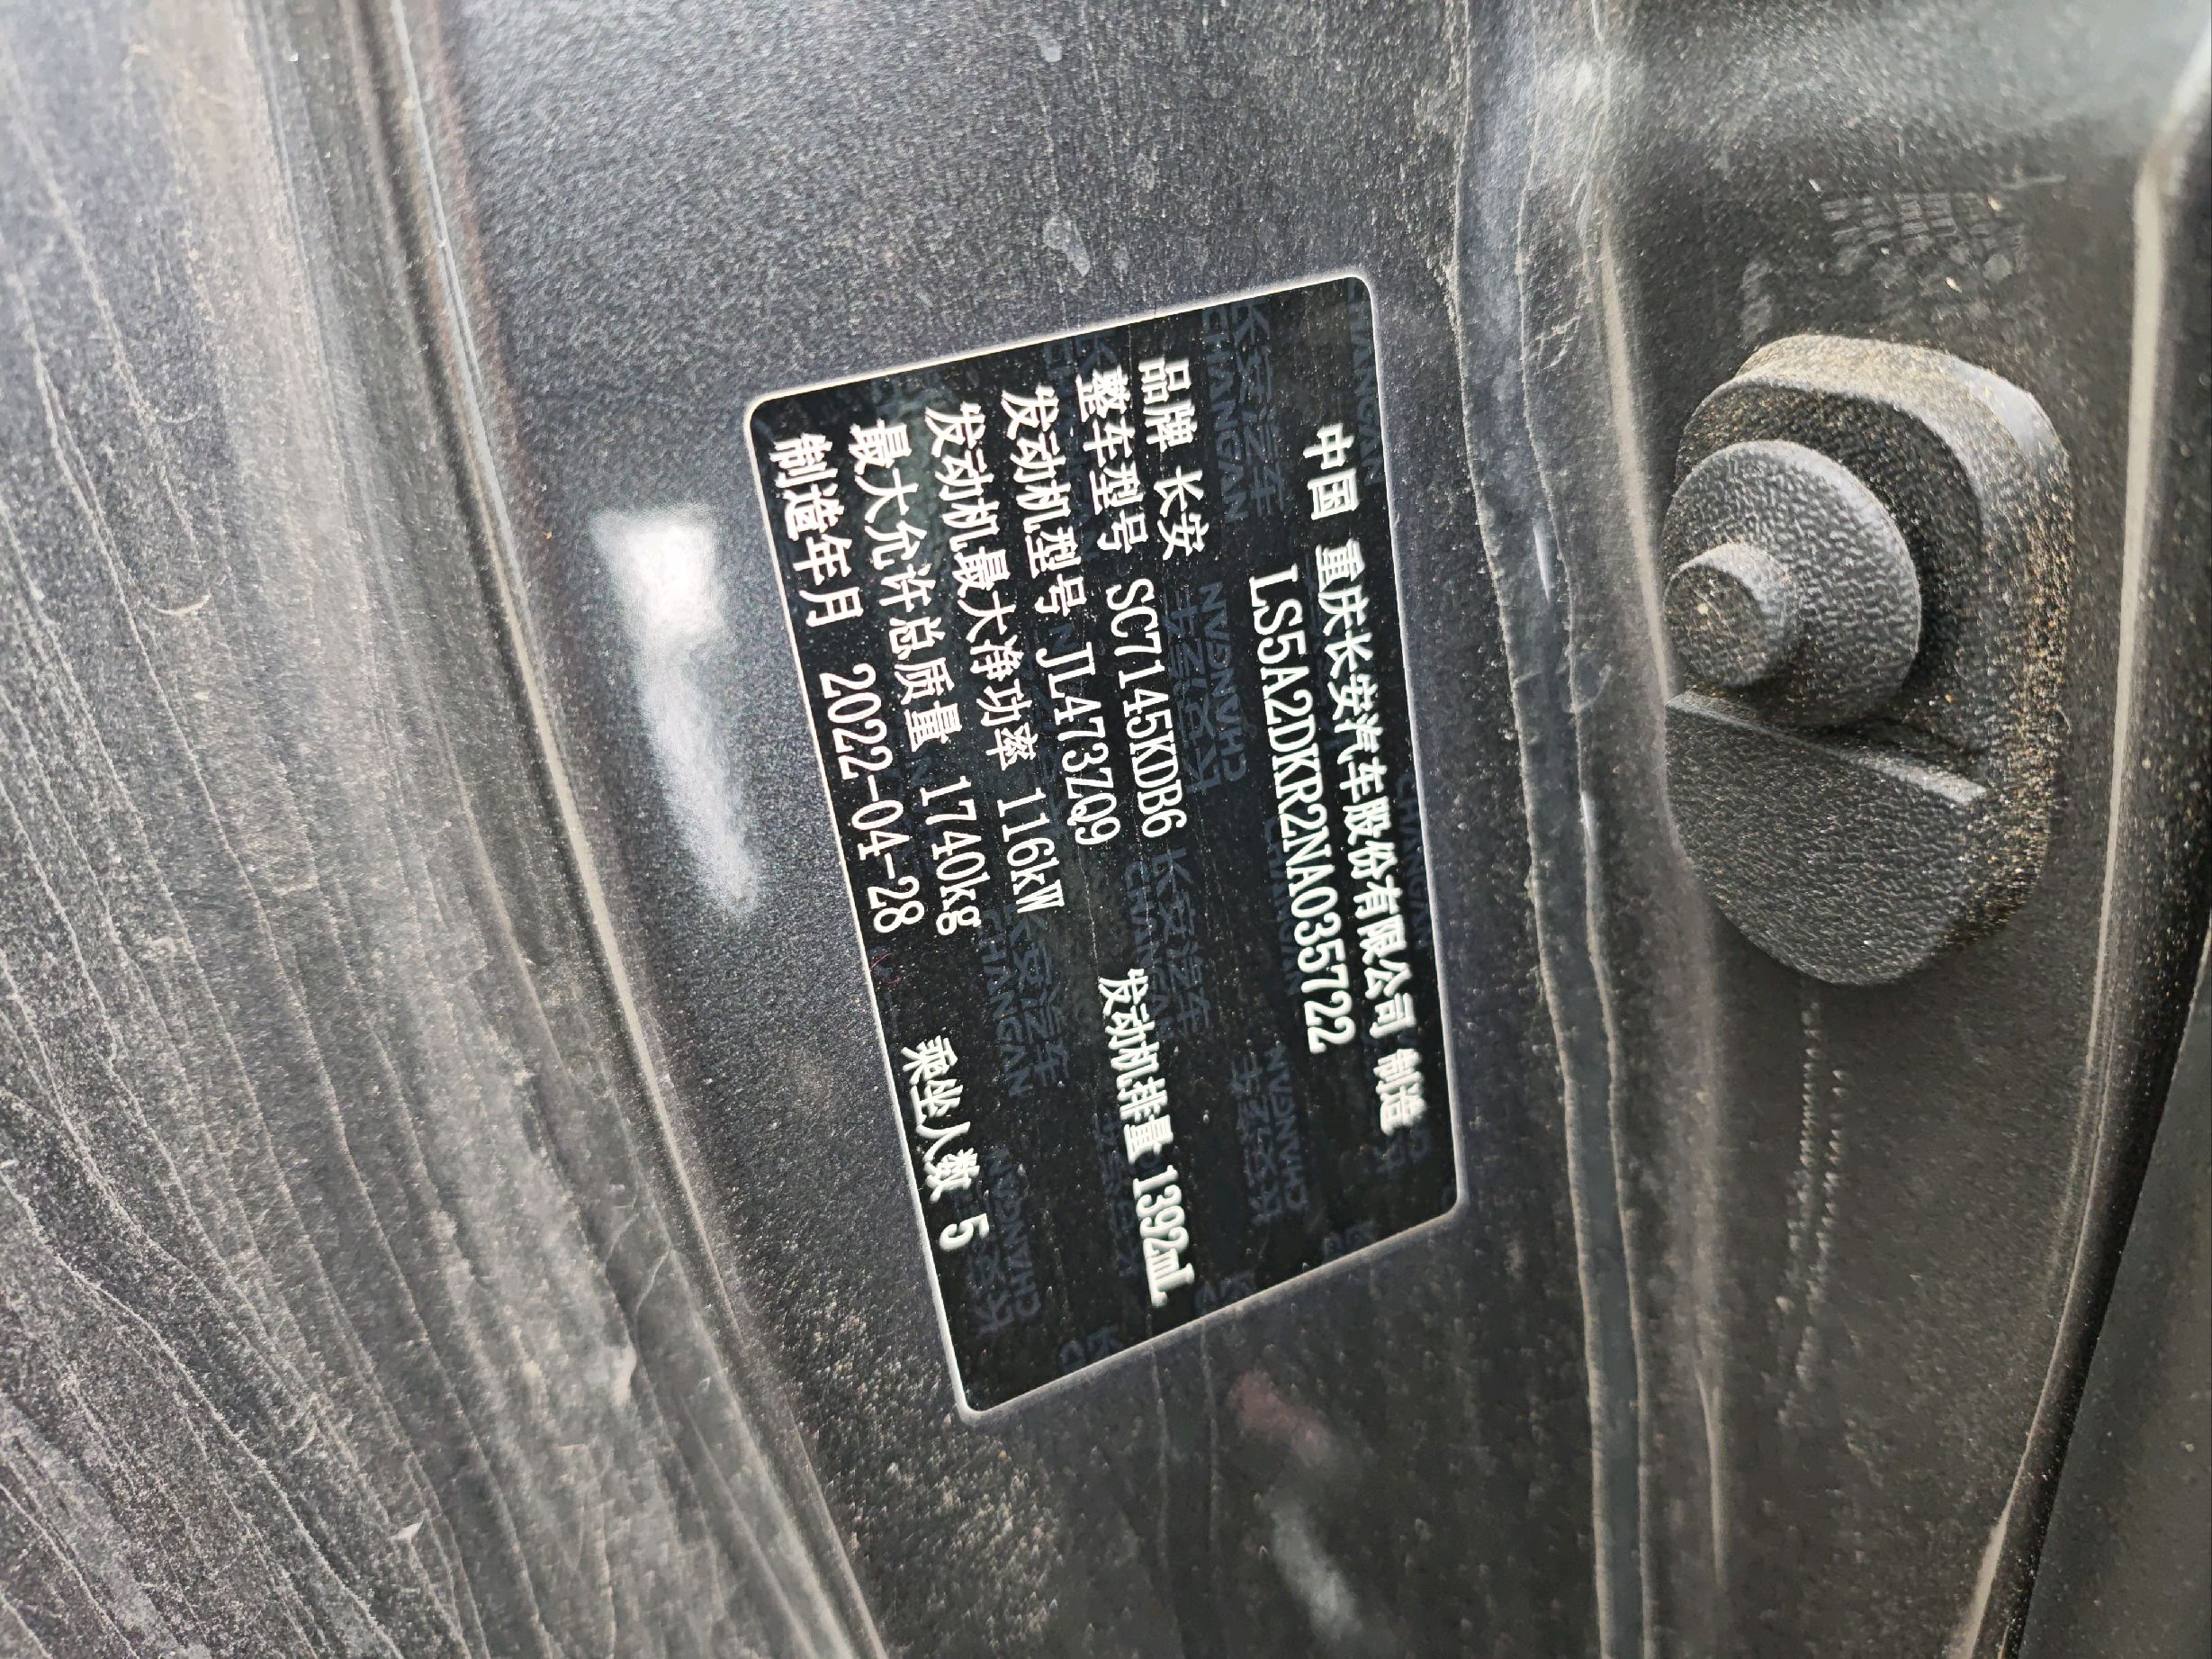 中国 重庆长安汽车股份有限公司 制造
LS5A2DKR2NA035722
品牌 长安
整车型号 SC7145KDB6
发动机型号 JL473ZQ9 发动机排量 1392mL
发动机最大净功率 116kW
最大允许总质量 1740kg
制造年月 2022-04-28 乘坐人数 5